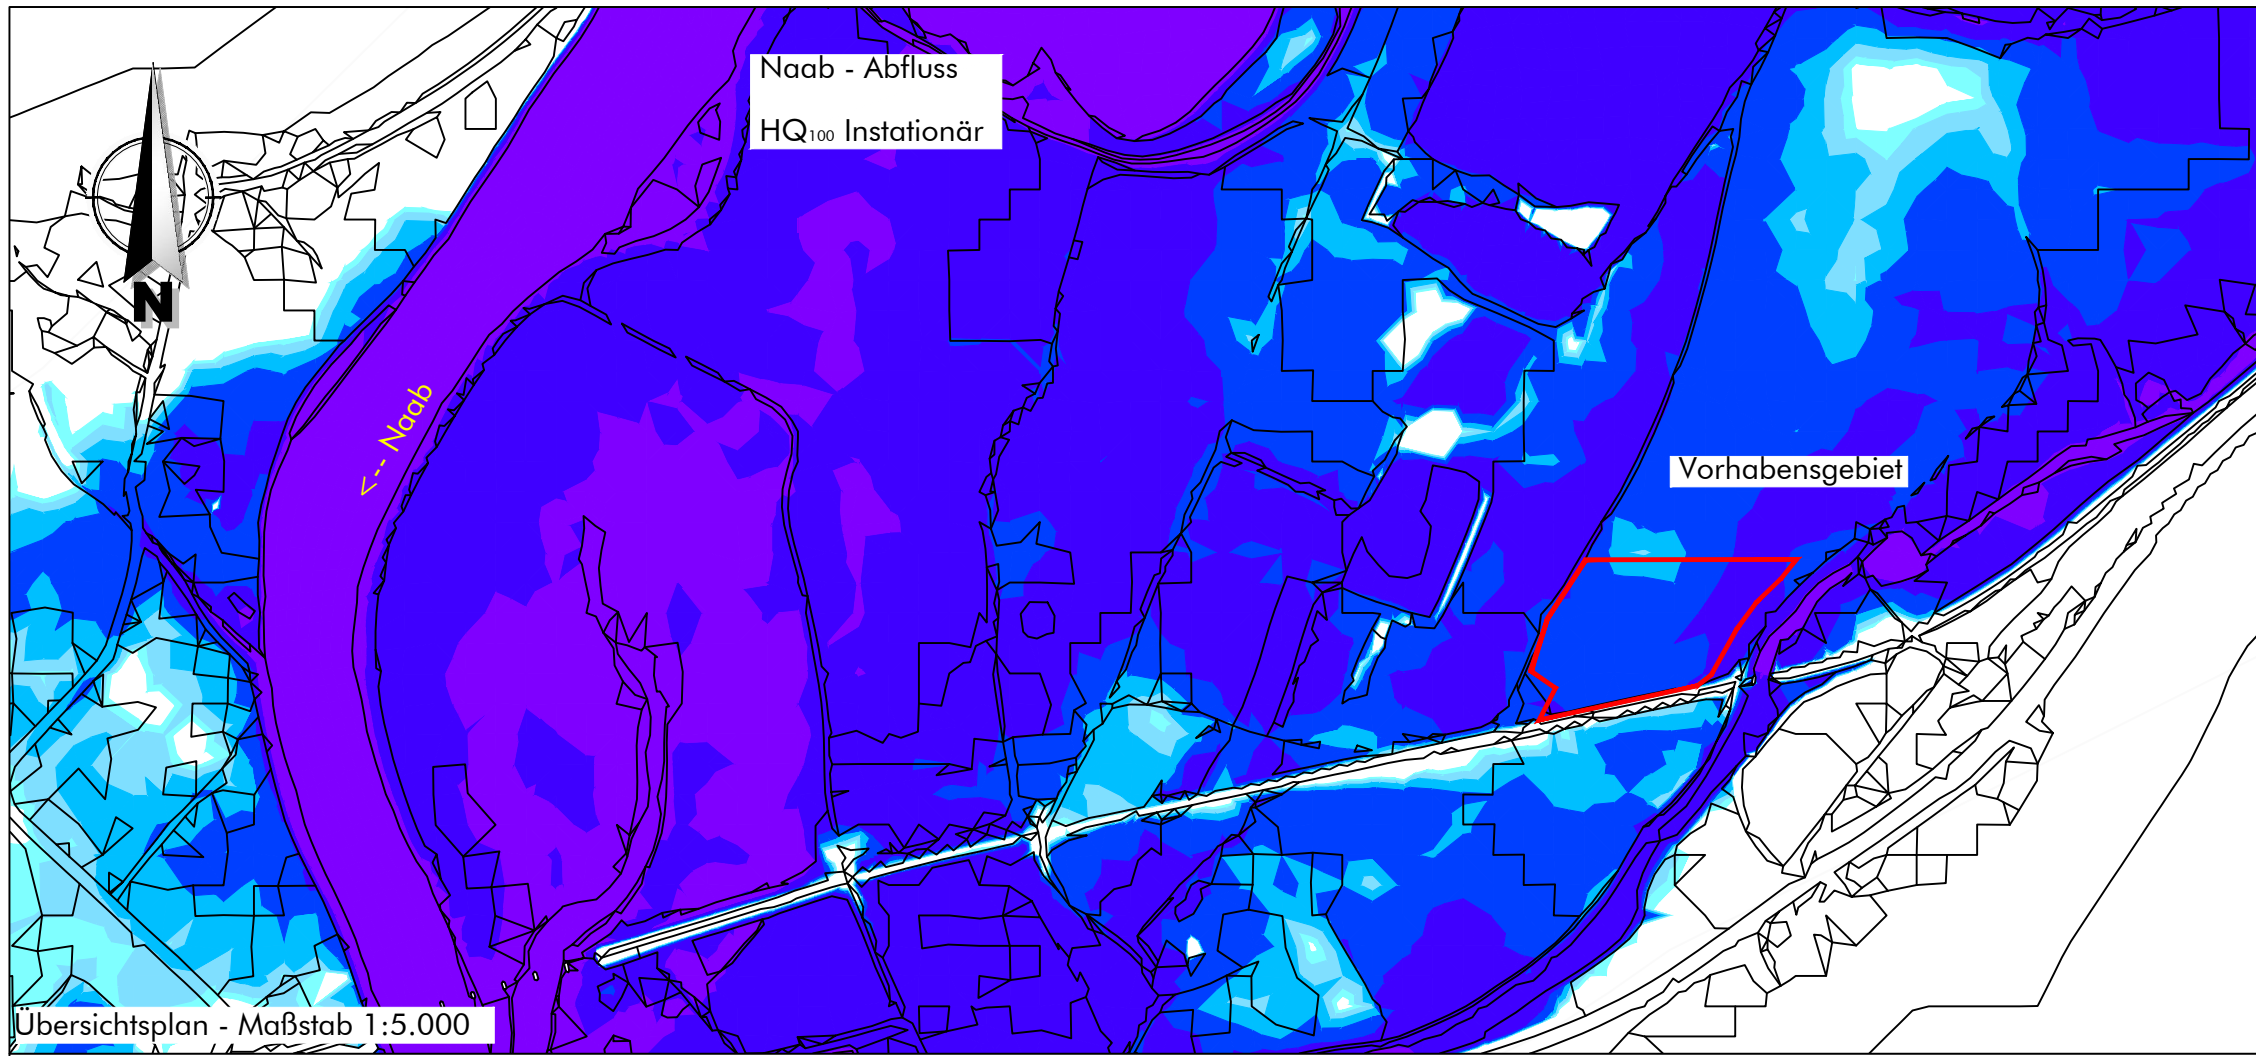 Naab - Abfluss
HQ₁₀₀ Instationär
N
<--- Naab
Vorhabensgebiet
Übersichtsplan - Maßstab 1:5.000